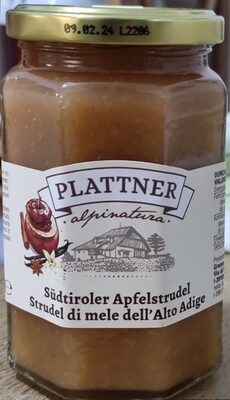 09.02.24 L2206
PLATTNER
alpinatura
Südtiroler Apfelstrudel
Strudel di mele dell'Alto Adige